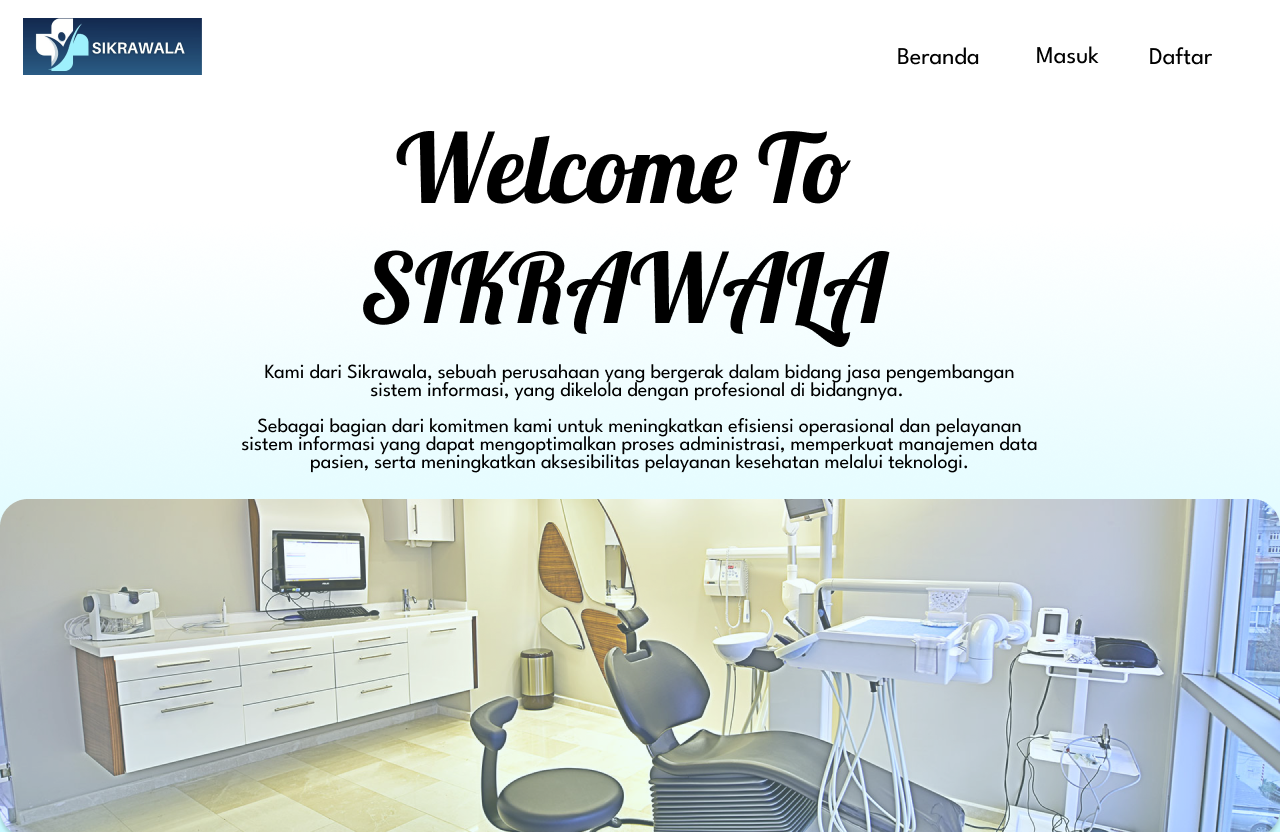 SIKRAWALA
Beranda Masuk Daftar
Welcome To
SIKRAWALA
Kami dari Sikrawala, sebuah perusahaan yang bergerak dalam bidang jasa pengembangan
sistem informasi, yang dikelola dengan profesional di bidangnya.
Sebagai bagian dari komitmen kami untuk meningkatkan efisiensi operasional dan pelayanan
sistem informasi yang dapat mengoptimalkan proses administrasi, memperkuat manajemen data
pasien, serta meningkatkan aksesibilitas pelayanan kesehatan melalui teknologi.